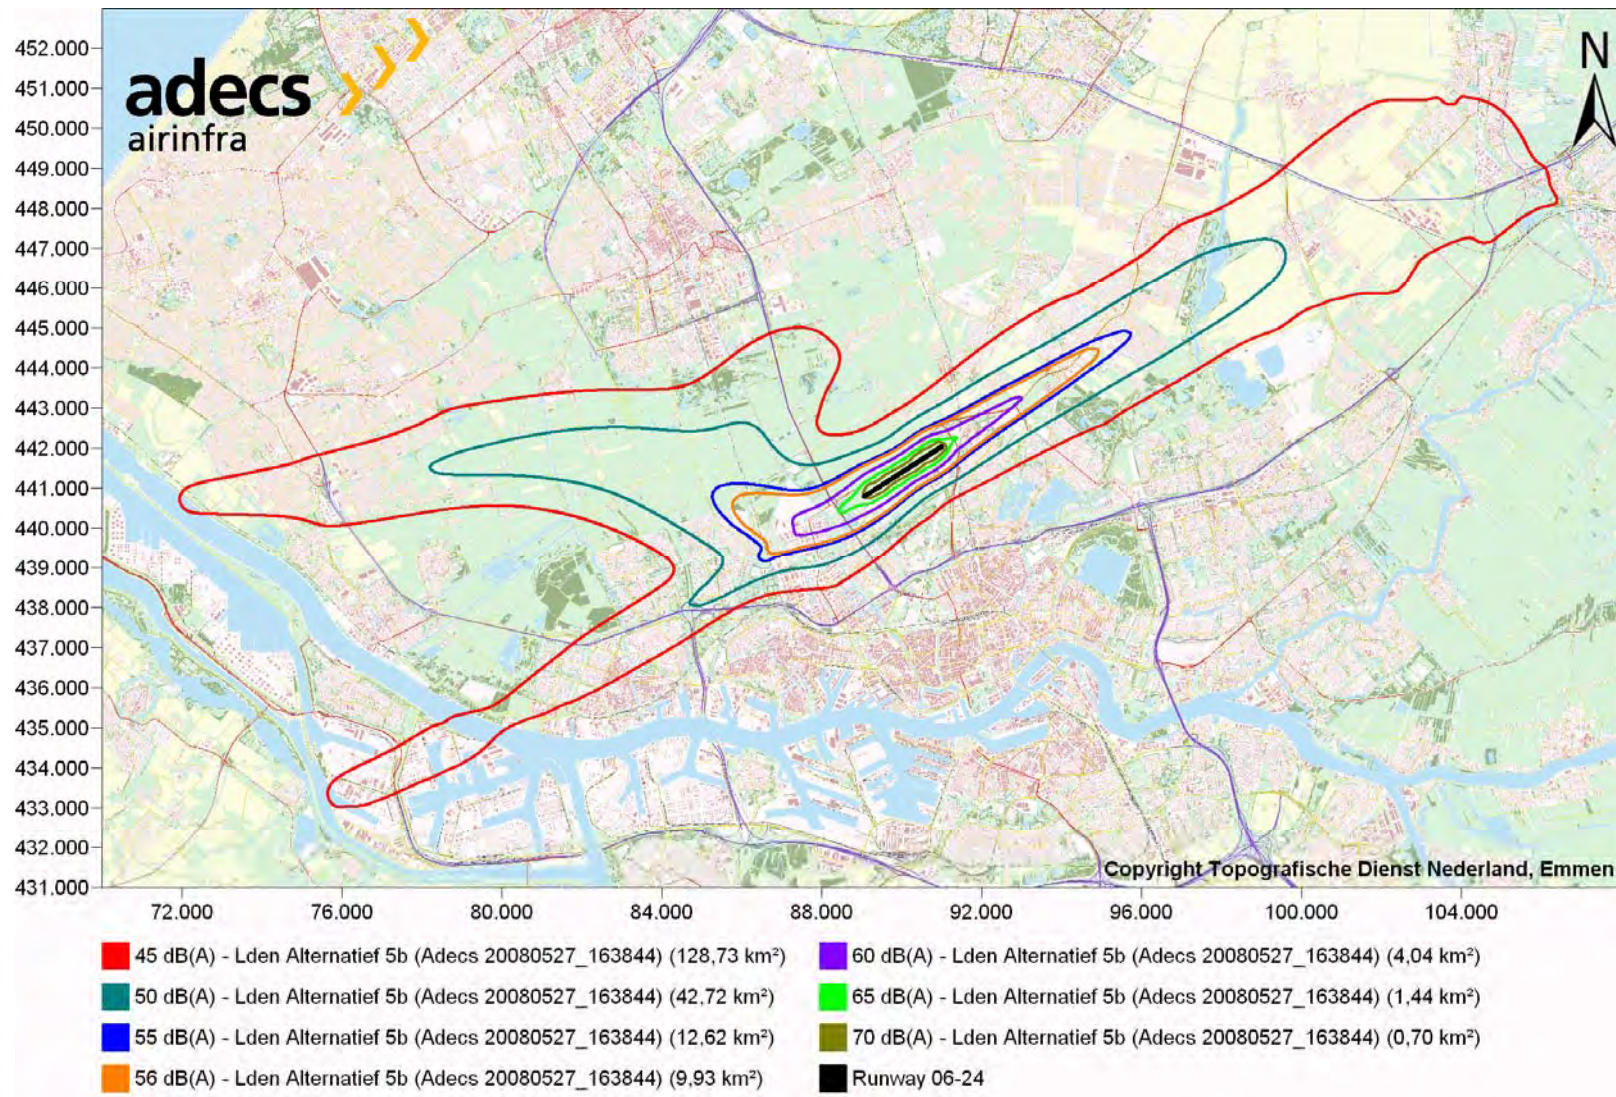 adecs
airinfra
N
452.000
451.000
450.000
449.000
448.000
447.000
446.000
445.000
444.000
443.000
442.000
441.000
440.000
439.000
438.000
437.000
436.000
435.000
434.000
433.000
432.000
431.000
Copyright Topografische Dienst Nederland, Emmen
72.000 76.000 80.000 84.000 88.000 92.000 96.000 100.000 104.000
45 dB(A) - Lden Alternatief 5b (Adecs 20080527_163844) (128,73 km²)
50 dB(A) - Lden Alternatief 5b (Adecs 20080527_163844) (42,72 km²)
55 dB(A) - Lden Alternatief 5b (Adecs 20080527_163844) (12,62 km²)
56 dB(A) - Lden Alternatief 5b (Adecs 20080527_163844) (9,93 km²)
60 dB(A) - Lden Alternatief 5b (Adecs 20080527_163844) (4,04 km²)
65 dB(A) - Lden Alternatief 5b (Adecs 20080527_163844) (1,44 km²)
70 dB(A) - Lden Alternatief 5b (Adecs 20080527_163844) (0,70 km²)
Runway 06-24